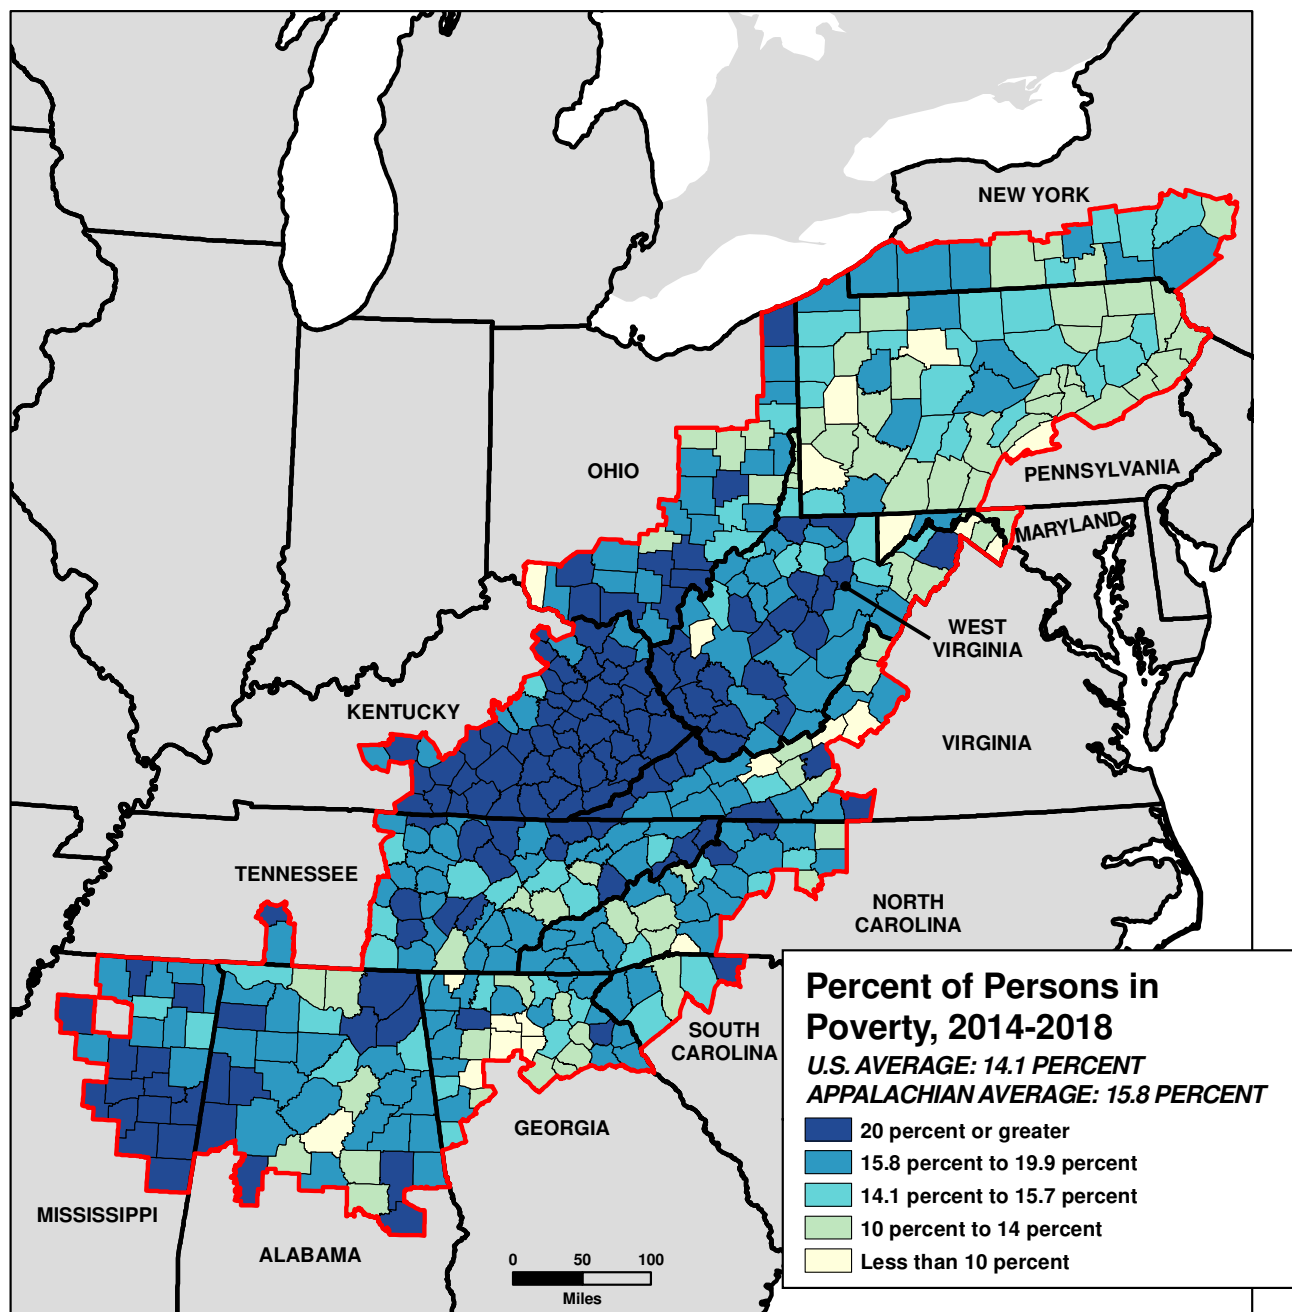 NEW YORK
OHIO
PENNSYLVANIA
MARYLAND
WEST
VIRGINIA
KENTUCKY
VIRGINIA
TENNESSEE
NORTH
CAROLINA
SOUTH
CAROLINA
GEORGIA
MISSISSIPPI
ALABAMA
0 50 100
Miles
Percent of Persons in
Poverty, 2014-2018
U.S. AVERAGE: 14.1 PERCENT
APPALACHIAN AVERAGE: 15.8 PERCENT
20 percent or greater
15.8 percent to 19.9 percent
14.1 percent to 15.7 percent
10 percent to 14 percent
Less than 10 percent